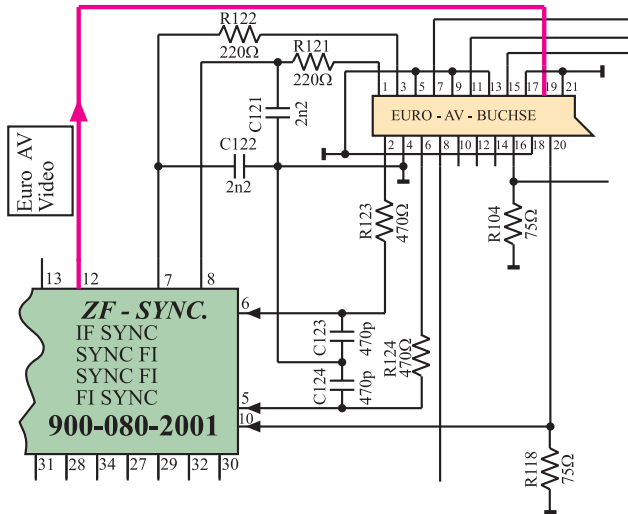 R122
220Ω
R121
220Ω
1 3 5 7 9 11 13 15 17 19 21
EURO - AV - BUCHSE
2 4 6 8 10 12 14 16 18 20
C121
2n2
C122
2n2
Euro AV
Video
R123
470Ω
R104
75Ω
13 12 7 8
ZF - SYNC.
IF SYNC
SYNC FI
SYNC FI
FI SYNC
900-080-2001
6
5
10
C123
470p
C124
470p
R124
470Ω
R118
75Ω
31 28 34 27 29 32 30